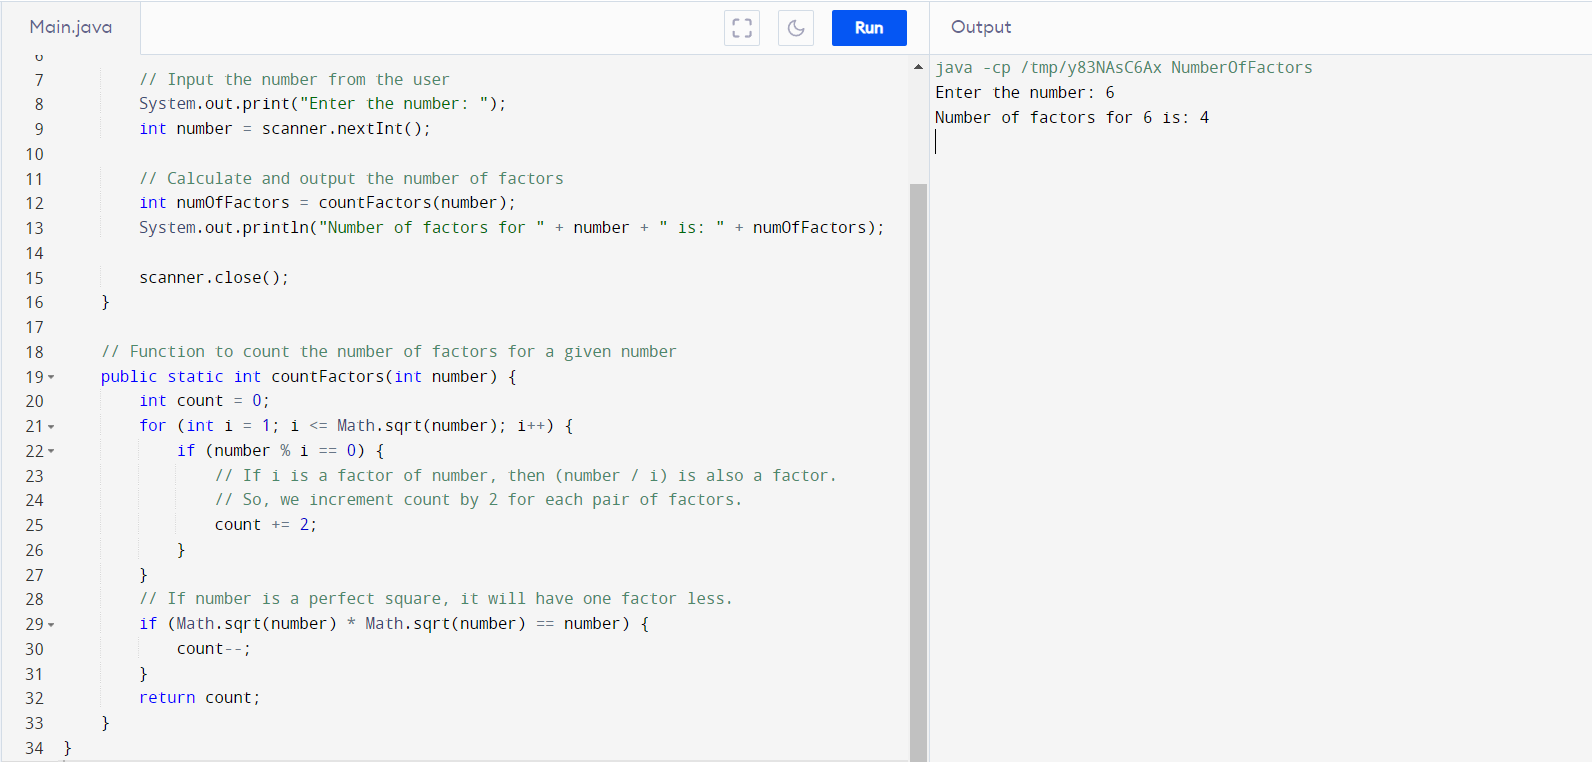 Main.java
Run
Output
6
7 // Input the number from the user
8 System.out.print("Enter the number: ");
9 int number = scanner.nextInt();
10
11 // Calculate and output the number of factors
12 int numOfFactors = countFactors(number);
13 System.out.println("Number of factors for " + number + " is: " + numOfFactors);
14
15 scanner.close();
16 }
17
18 // Function to count the number of factors for a given number
19 public static int countFactors(int number) {
20 int count = 0;
21 for (int i = 1; i <= Math.sqrt(number); i++) {
22 if (number % i == 0) {
23 // If i is a factor of number, then (number / i) is also a factor.
24 // So, we increment count by 2 for each pair of factors.
25 count += 2;
26 }
27 }
28 // If number is a perfect square, it will have one factor less.
29 if (Math.sqrt(number) * Math.sqrt(number) == number) {
30 count--;
31 }
32 return count;
33 }
34 }
java -cp /tmp/y83NAsC6Ax NumberOfFactors
Enter the number: 6
Number of factors for 6 is: 4